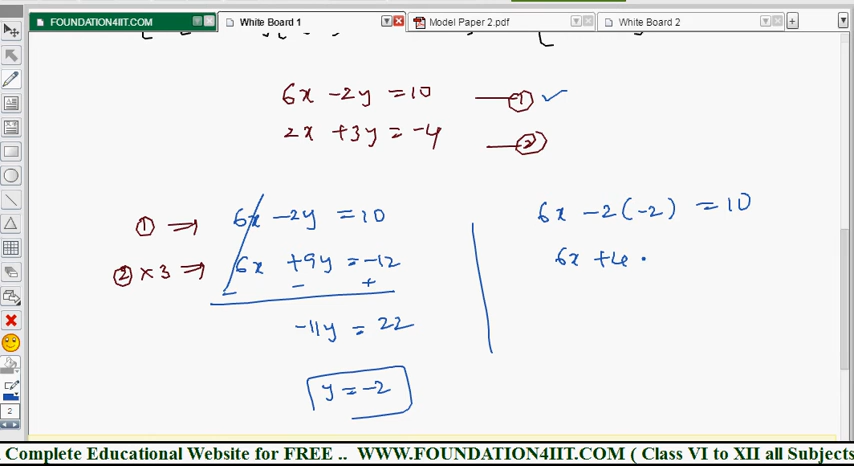 FOUNDATION4IIT.COM White Board 1 Model Paper 2.pdf White Board 2
6x -2y = 10 ① ✓
2x +3y = -4 ②
① ⇒ 6x -2y = 10
② × 3 ⇒ 6x +9y = -12
- - +
-11y = 22
y = -2
6x -2(-2) = 10
6x +4
2
Complete Educational Website for FREE .. WWW.FOUNDATION4IIT.COM ( Class VI to XII all Subjects